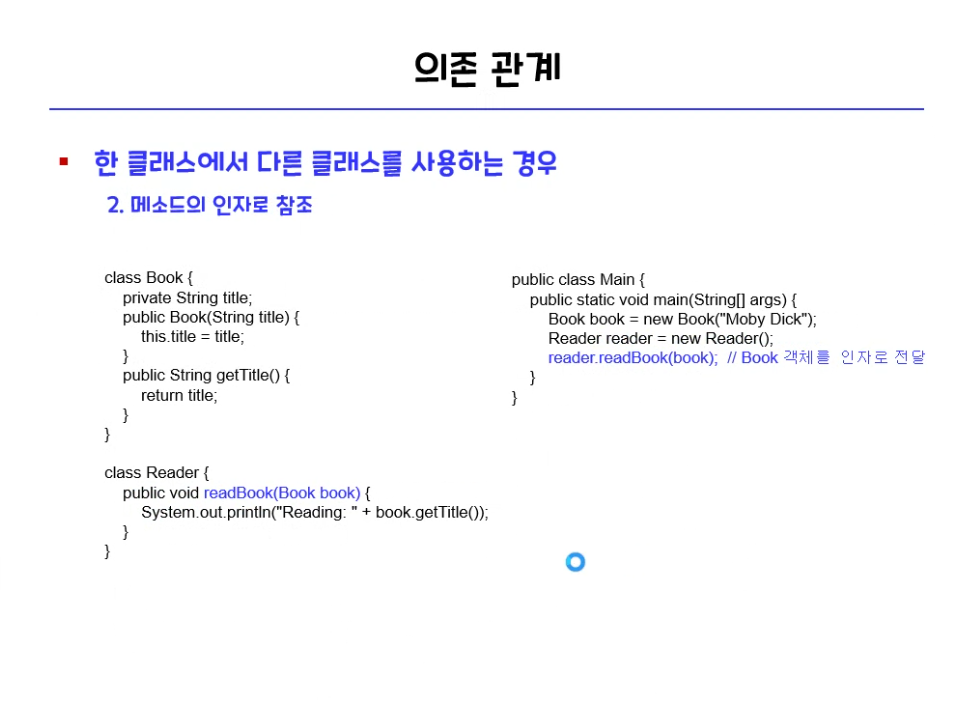 의존 관계
한 클래스에서 다른 클래스를 사용하는 경우
2. 메소드의 인자로 참조
class Book {
private String title;
public Book(String title) {
this.title = title;
}
public String getTitle() {
return title;
}
}
class Reader {
public void readBook(Book book) {
System.out.println("Reading: " + book.getTitle());
}
}
public class Main {
public static void main(String[] args) {
Book book = new Book("Moby Dick");
Reader reader = new Reader();
reader.readBook(book); // Book 객체를 인자로 전달
}
}